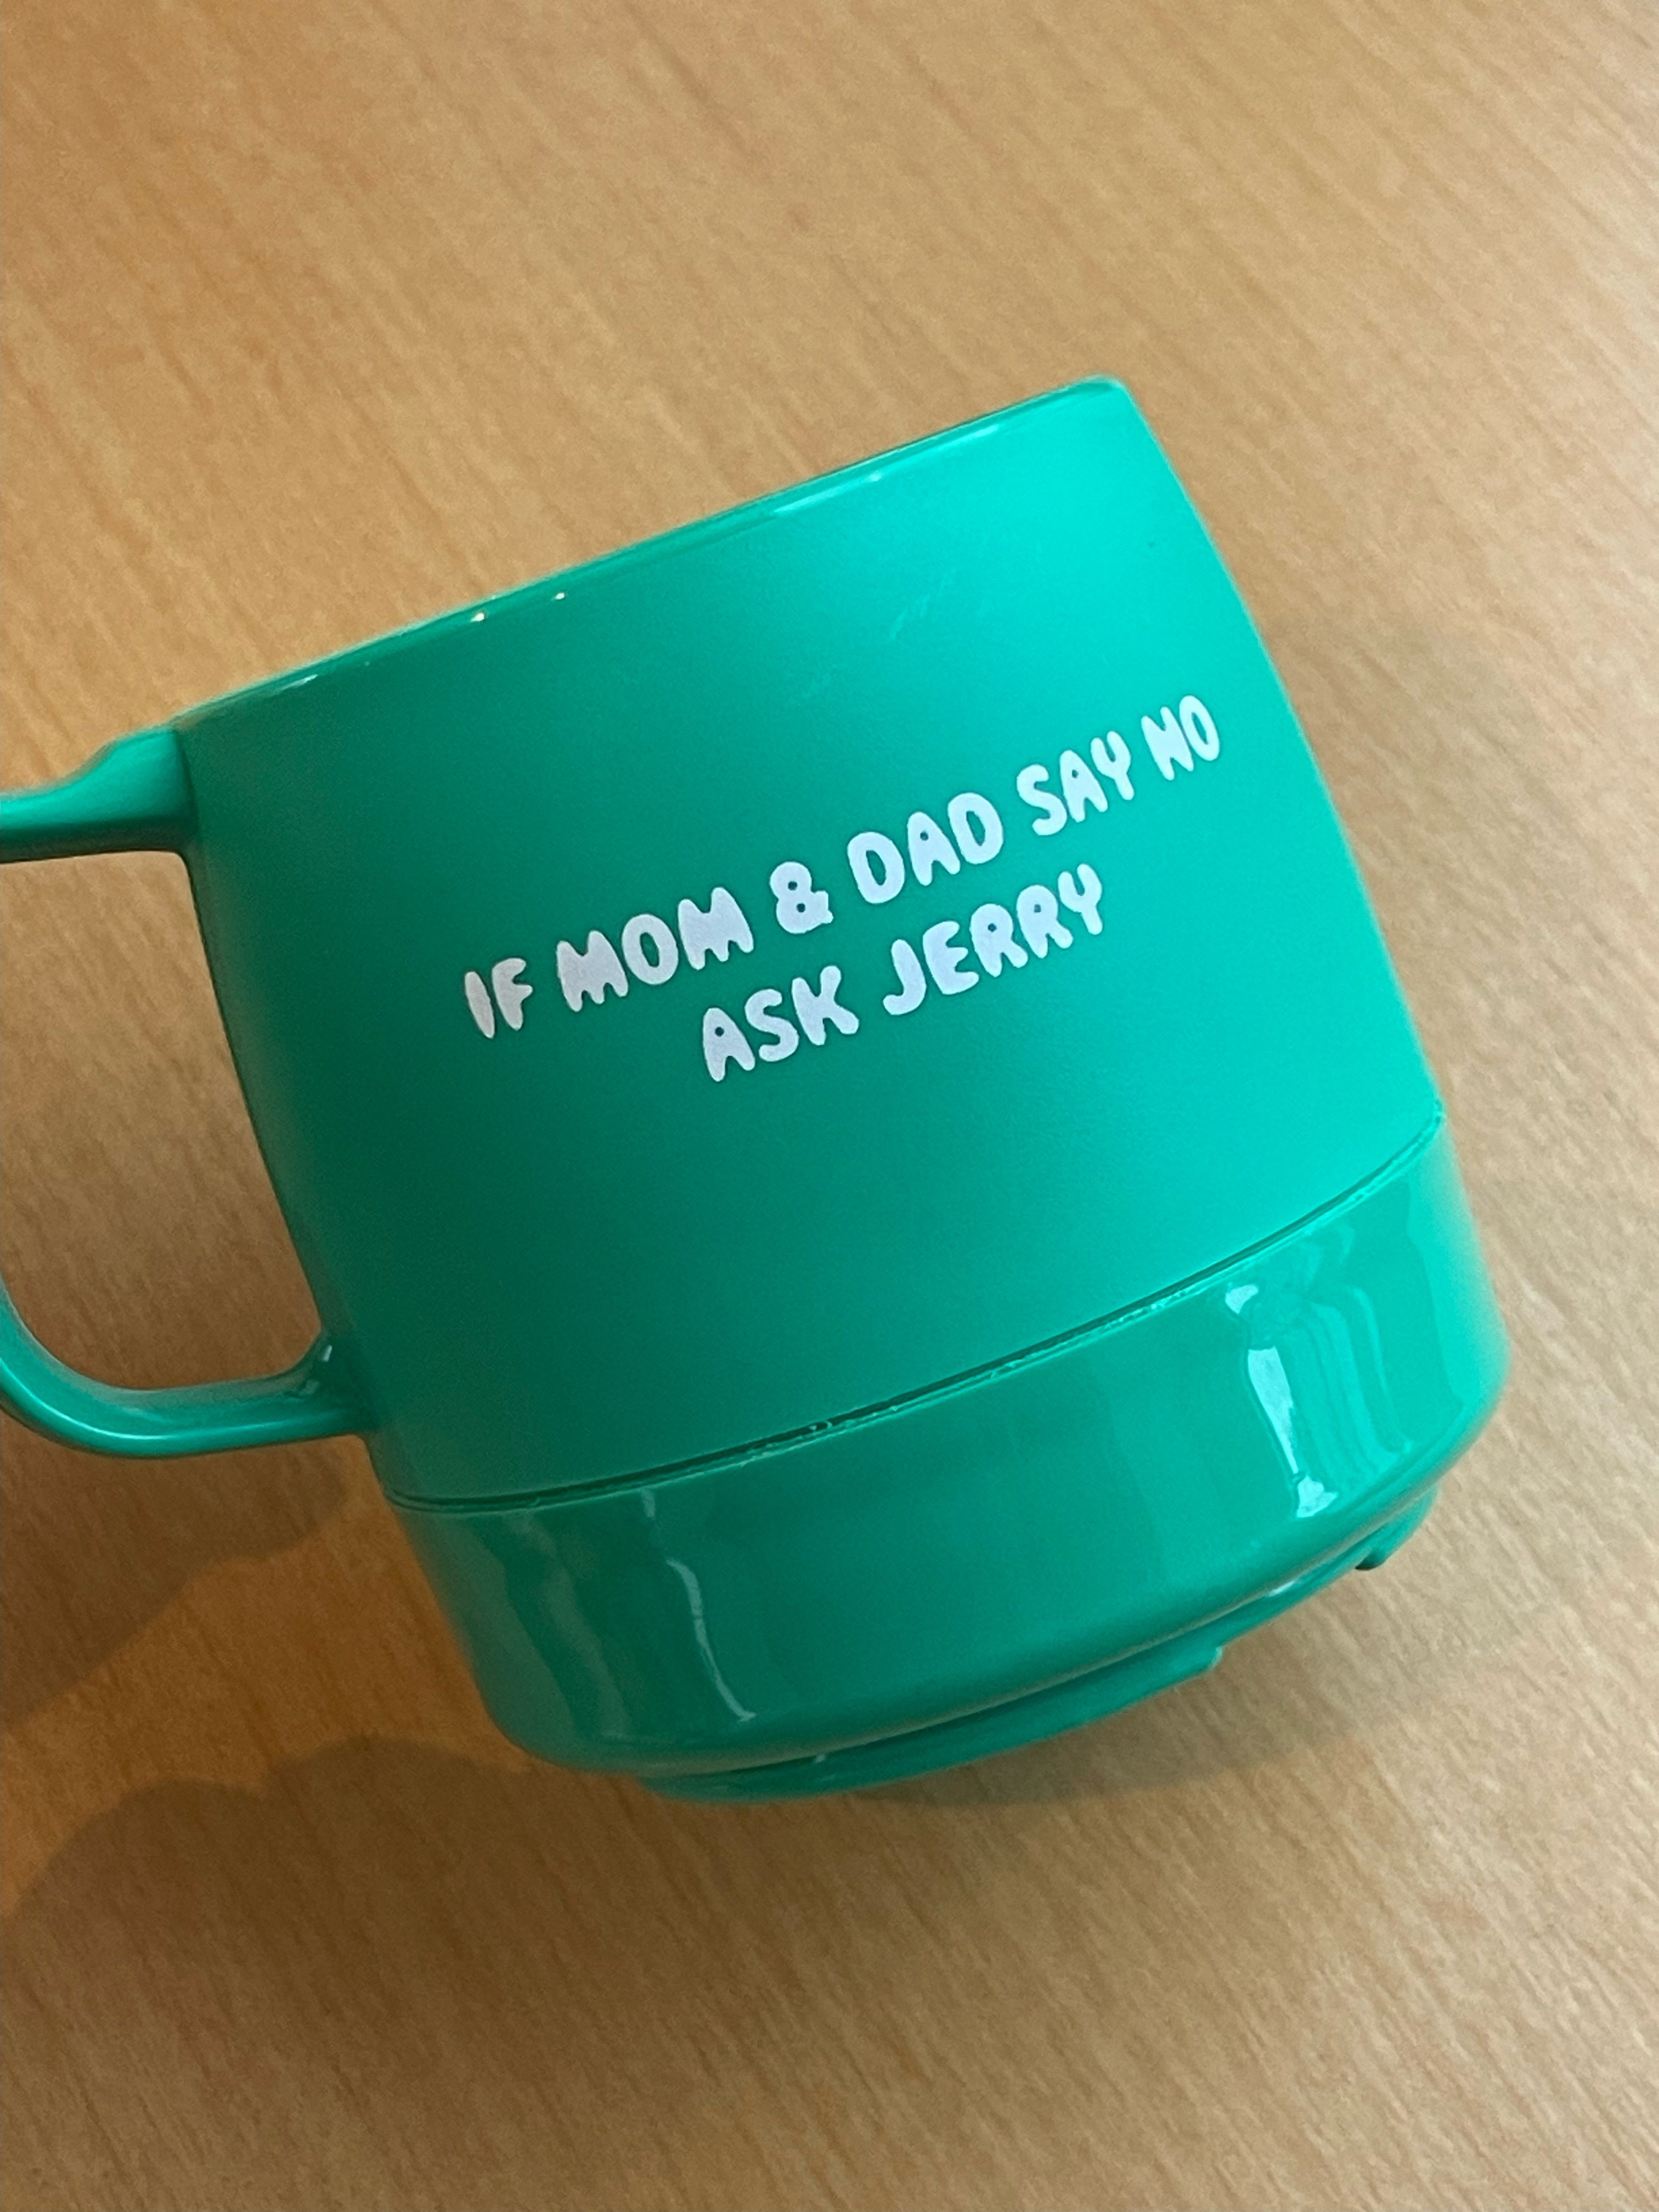 IF MOM & DAD SAY NO
ASK JERRY